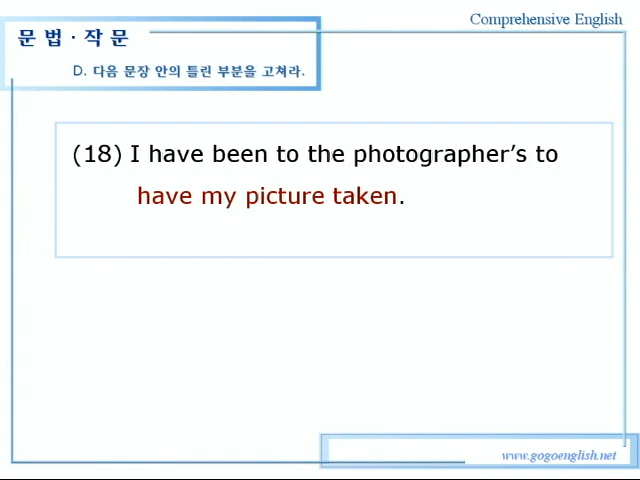 Comprehensive English
문 법 · 작 문
D. 다음 문장 안의 틀린 부분을 고쳐라.
(18) I have been to the photographer’s to
have my picture taken.
www.gogoenglish.net